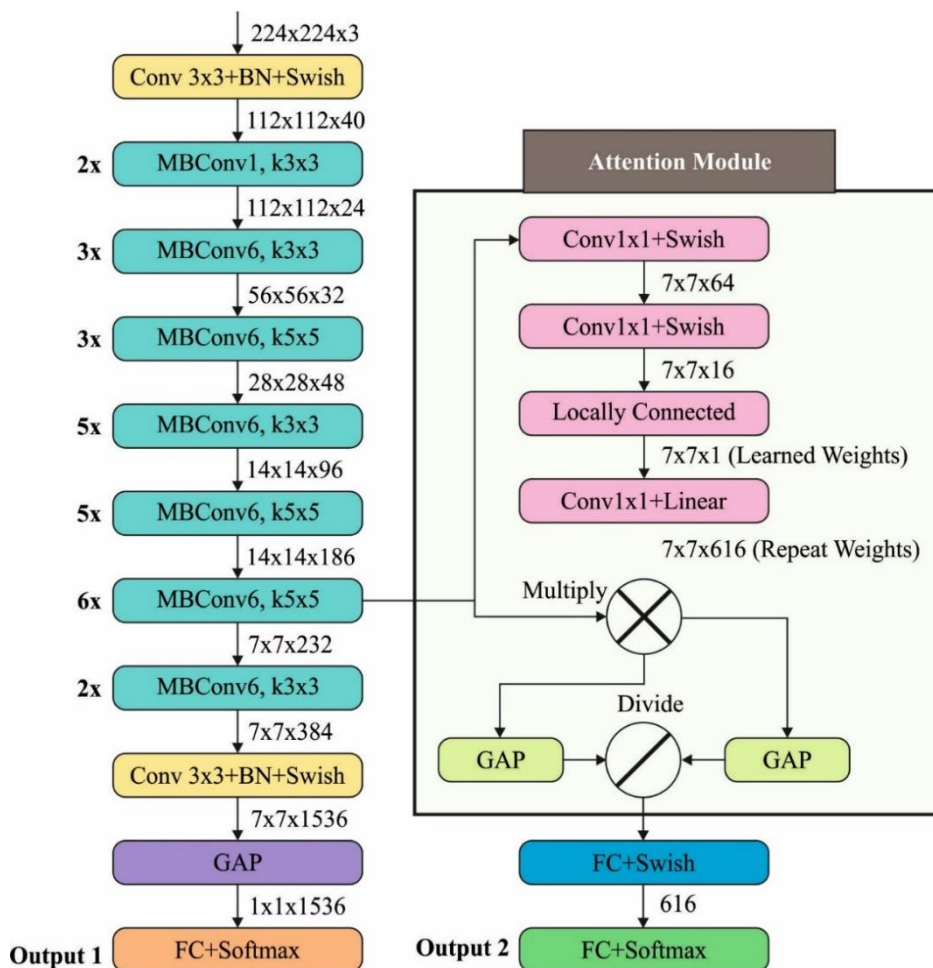 224x224x3
Conv 3x3+BN+Swish
112x112x40
2x
MBConv1, k3x3
112x112x24
3x
MBConv6, k3x3
56x56x32
3x
MBConv6, k5x5
28x28x48
5x
MBConv6, k3x3
14x14x96
5x
MBConv6, k5x5
14x14x186
6x
MBConv6, k5x5
7x7x232
2x
MBConv6, k3x3
7x7x384
Conv 3x3+BN+Swish
7x7x1536
GAP
1x1x1536
Output 1
FC+Softmax
Attention Module
Conv1x1+Swish
7x7x64
Conv1x1+Swish
7x7x16
Locally Connected
7x7x1 (Learned Weights)
Conv1x1+Linear
7x7x616 (Repeat Weights)
Multiply
Divide
GAP
GAP
FC+Swish
616
Output 2
FC+Softmax